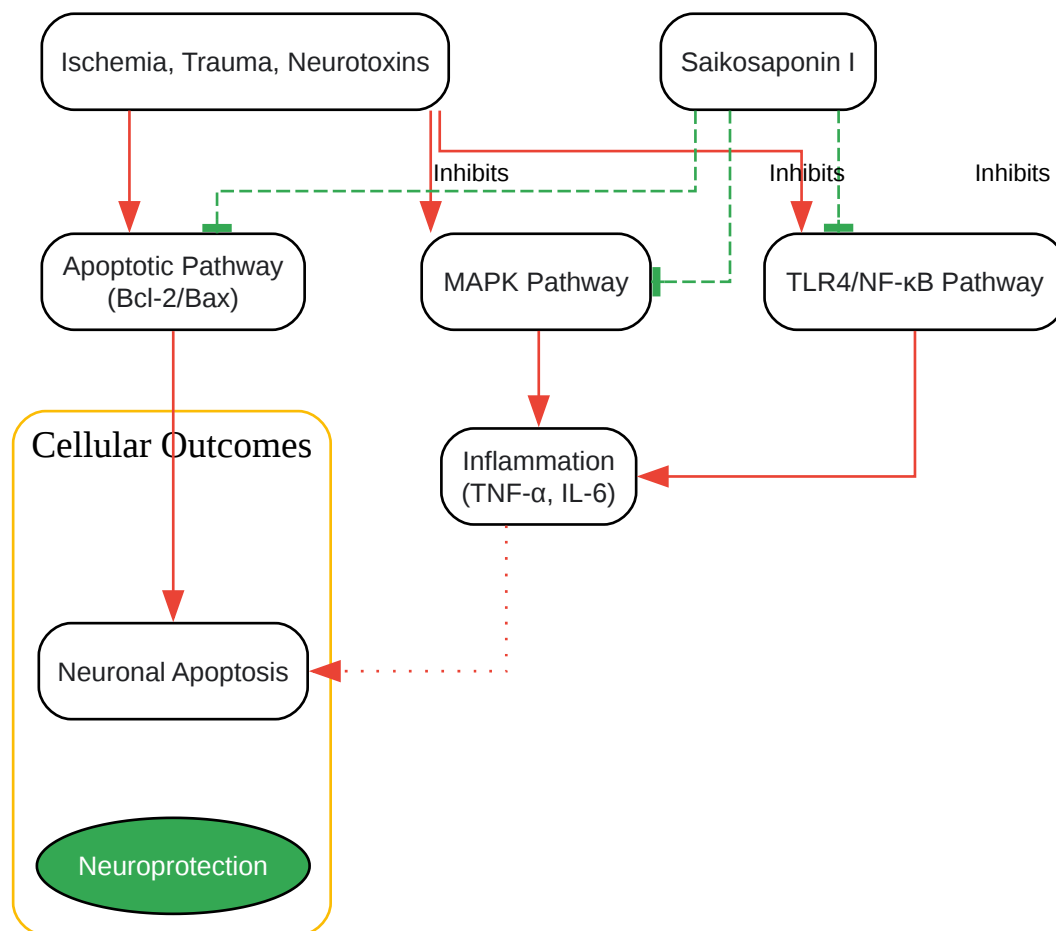 Ischemia, Trauma, Neurotoxins
Saikosaponin I
Inhibits
Inhibits
Inhibits
Apoptotic Pathway
(Bcl-2/Bax)
MAPK Pathway
TLR4/NF-κB Pathway
Cellular Outcomes
Inflammation
(TNF-α, IL-6)
Neuronal Apoptosis
Neuroprotection